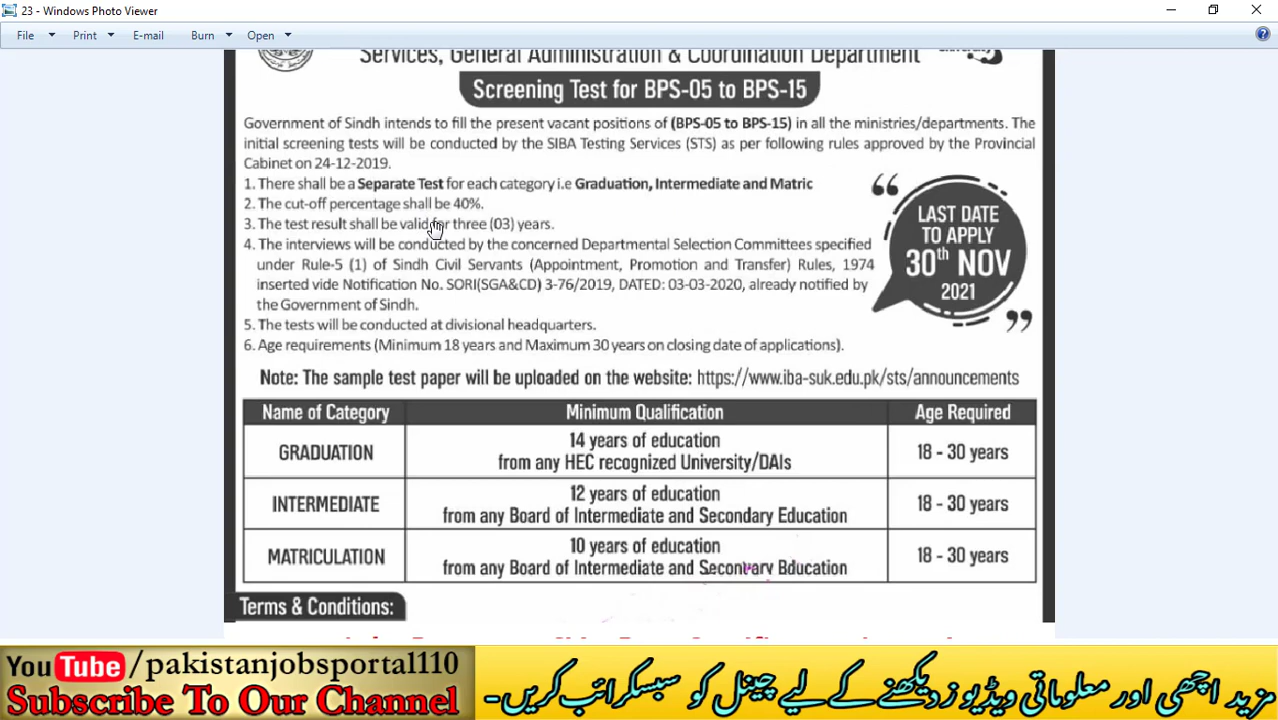 23 - Windows Photo Viewer
File Print E-mail Burn Open
Services, General Administration & Coordination Department
Screening Test for BPS-05 to BPS-15
Government of Sindh intends to fill the present vacant positions of (BPS-05 to BPS-15) in all the ministries/departments. The
initial screening tests will be conducted by the SIBA Testing Services (STS) as per following rules approved by the Provincial
Cabinet on 24-12-2019.
1. There shall be a Separate Test for each category i.e Graduation, Intermediate and Matric
2. The cut-off percentage shall be 40%.
3. The test result shall be valid for three (03) years.
4. The interviews will be conducted by the concerned Departmental Selection Committees specified
under Rule-5 (1) of Sindh Civil Servants (Appointment, Promotion and Transfer) Rules, 1974
inserted vide Notification No. SORI(SGA&CD) 3-76/2019, DATED: 03-03-2020, already notified by
the Government of Sindh.
5. The tests will be conducted at divisional headquarters.
6. Age requirements (Minimum 18 years and Maximum 30 years on closing date of applications).
LAST DATE
TO APPLY
30th NOV
2021
Note: The sample test paper will be uploaded on the website: https://www.iba-suk.edu.pk/sts/announcements
Name of Category Minimum Qualification Age Required
GRADUATION 14 years of education from any HEC recognized University/DAIs 18 - 30 years
INTERMEDIATE 12 years of education from any Board of Intermediate and Secondary Education 18 - 30 years
MATRICULATION 10 years of education from any Board of Intermediate and Seconrary Bducation 18 - 30 years
Terms & Conditions:
YouTube/pakistanjobsportal110
Subscribe To Our Channel
مزید اچھی اور معلوماتی ویڈیوز دیکھنے کے لیے چینل کو سبسکرائب کریں۔